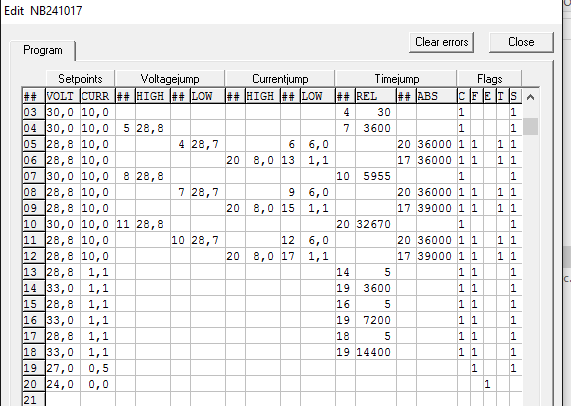 Edit NB241017
Clear errors Close
Program
Setpoints Voltagejump Currentjump Timejump Flags
## VOLT CURR ## HIGH ## LOW ## HIGH ## LOW ## REL ## ABS C F E T S
03 30,0 10,0 4 30 1 1
04 30,0 10,0 5 28,8 7 3600 1 1
05 28,8 10,0 4 28,7 6 6,0 20 36000 1 1 1 1
06 28,8 10,0 20 8,0 13 1,1 17 36000 1 1 1 1
07 30,0 10,0 8 28,8 10 5955 1 1
08 28,8 10,0 7 28,7 9 6,0 20 36000 1 1 1 1
09 28,8 10,0 20 8,0 15 1,1 17 39000 1 1 1 1
10 30,0 10,0 11 28,8 20 32670 1 1
11 28,8 10,0 10 28,7 12 6,0 20 36000 1 1 1 1
12 28,8 10,0 20 8,0 17 1,1 17 39000 1 1 1 1
13 28,8 1,1 14 5 1 1 1
14 33,0 1,1 19 3600 1 1 1
15 28,8 1,1 16 5 1 1 1
16 33,0 1,1 19 7200 1 1 1
17 28,8 1,1 18 5 1 1 1
18 33,0 1,1 19 14400 1 1 1
19 27,0 0,5 1 1
20 24,0 0,0 1
21